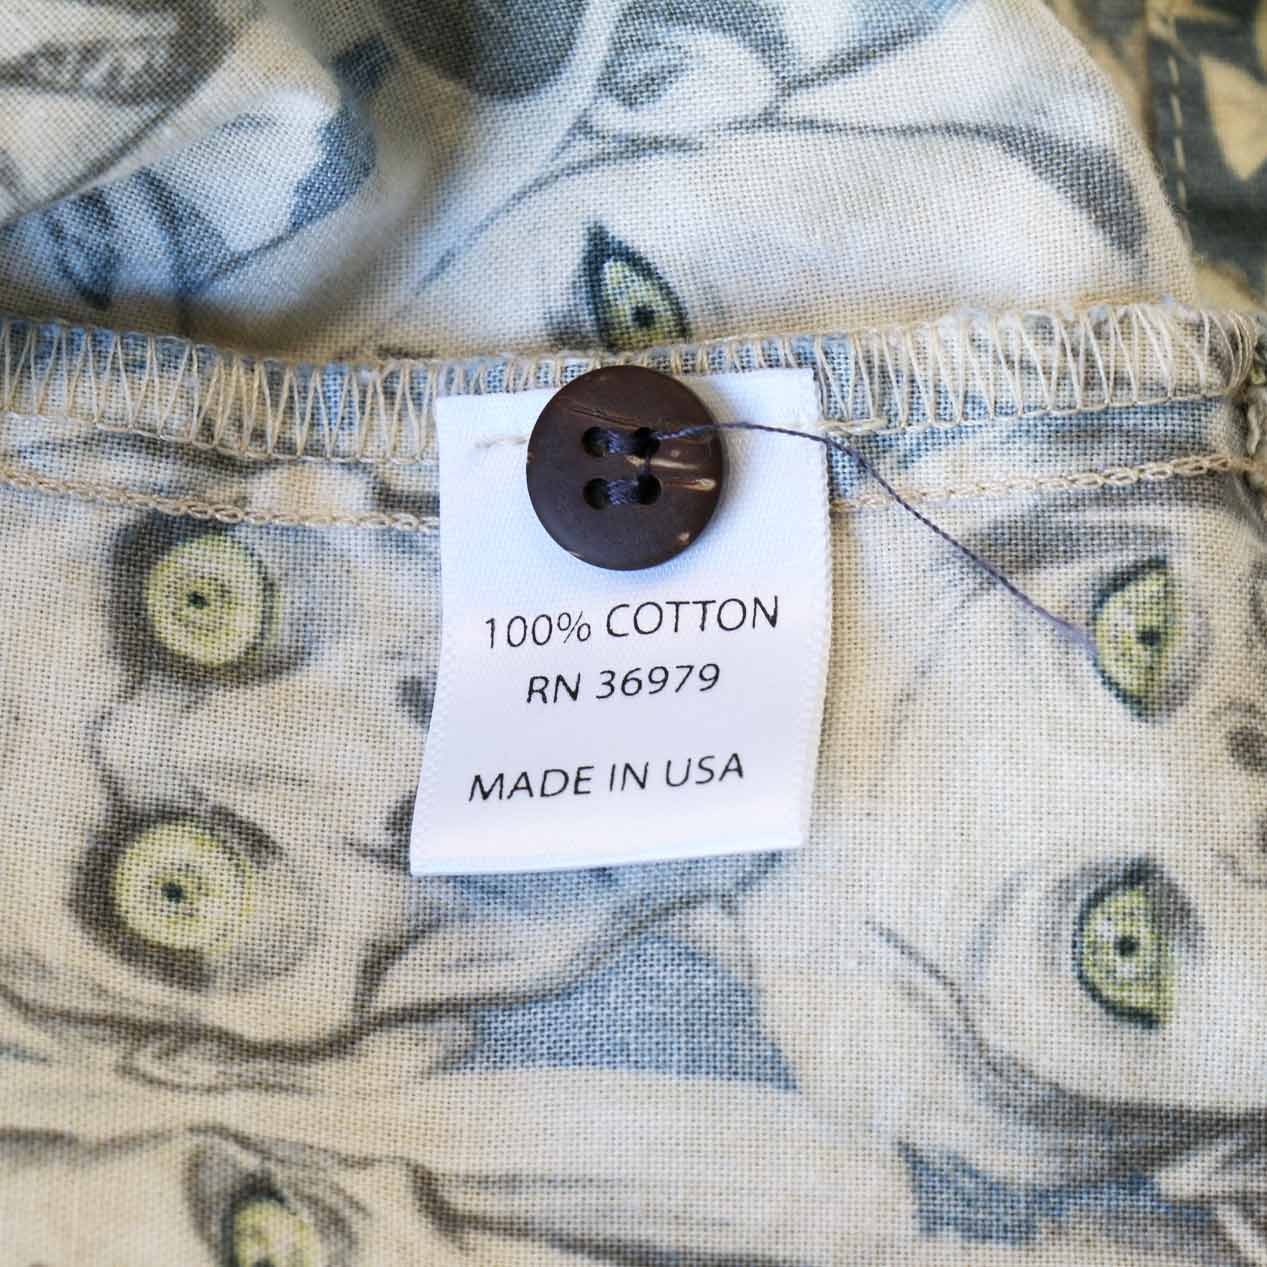 100% COTTON
RN 36979
MADE IN USA